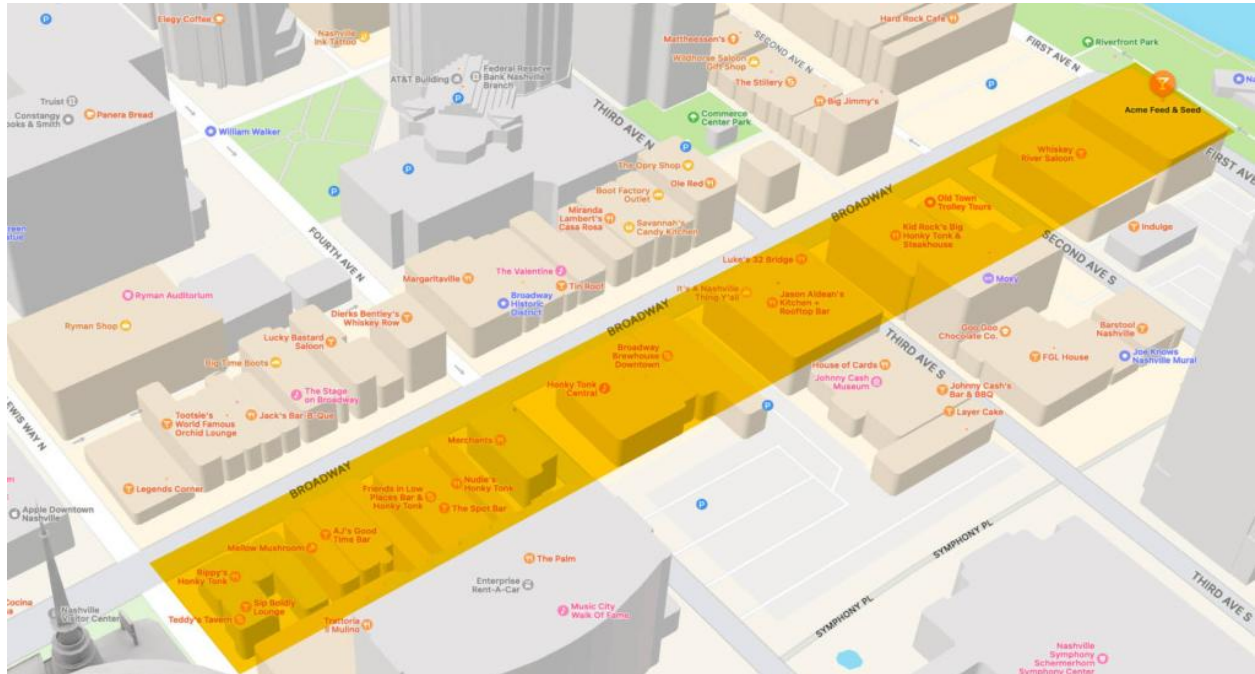 Elegy Coffee
Nashville
Ink Tattoo
Hard Rock Cafe
Mattheessen's
SECOND AVE N
FIRST AVE N
Riverfront Park
Wildhorse Saloon
Gift Shop
AT&T Building
Federal Reserve
Bank Nashville
Branch
The Stillery
Acme Feed & Seed
Truist
Constangy
ooks & Smith
Panera Bread
Big Jimmy's
William Walker
THIRD AVE N
Commerce
Center Park
Whiskey
River Saloon
FIRST AVE
The Opry Shop
Ole Red
BROADWAY
Boot Factory
Outlet
Old Town
Trolley Tours
Miranda
Lambert's
Casa Rosa
Savannah's
Candy Kitchen
Kid Rock's Big
Honky Tonk &
Steakhouse
Indulge
FOURTH AVE N
SECOND AVE S
Luke's 32 Bridge
Margaritaville
The Valentine
Tin Roof
Moxy
Ryman Auditorium
Broadway
Historic
District
It's A Nashville
Thing Y'all
Jason Aldean's
Kitchen +
Rooftop Bar
Ryman Shop
Dierks Bentley's
Whiskey Row
BROADWAY
Lucky Bastard
Saloon
Goo Goo
Chocolate Co.
Barstool
Nashville
THIRD AVE S
FGL House
Joe Knows
Nashville Mural
Big Time Boots
Broadway
Brewhouse
Downtown
House of Cards
Johnny Cash
Museum
The Stage
on Broadway
Honky Tonk
Central
Johnny Cash's
Bar & BBQ
Layer Cake
Tootsie's
World Famous
Orchid Lounge
Jack's Bar-B-Que
EWIS WAY N
Merchants
Legends Corner
BROADWAY
Friends in Low
Places Bar &
Honky Tonk
Nudie's
Honky Tonk
The Spot Bar
Apple Downtown
Nashville
AJ's Good
Time Bar
Mellow Mushroom
The Palm
SYMPHONY PL
Rippy's
Honky Tonk
Enterprise
Rent-A-Car
THIRD AVE S
Cocina
Nashville
Visitor Center
Sip Boldly
Lounge
Teddy's Tavern
Trattoria
Il Mulino
Music City
Walk Of Fame
SYMPHONY PL
Nashville
Symphony
Schermerhorn
Symphony Center